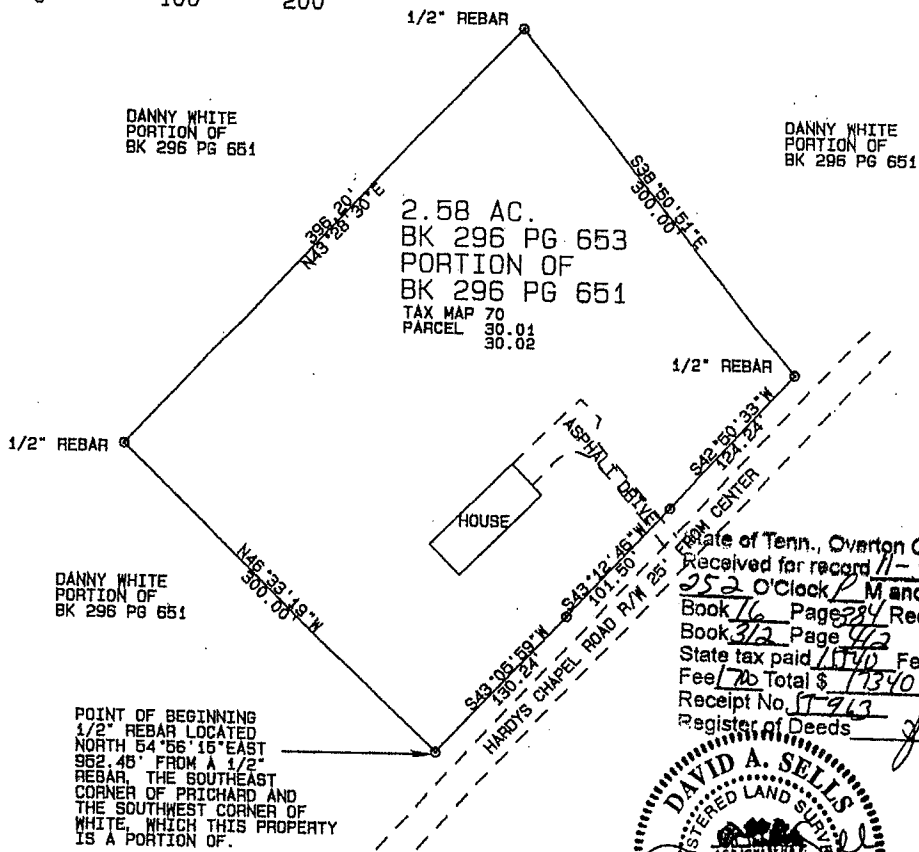 100 200
1/2" REBAR
DANNY WHITE
PORTION OF
BK 296 PG 651
DANNY WHITE
PORTION OF
BK 296 PG 651
396.20'
N43°28'30"E
S38°50'51"E
300.00'
2.58 AC.
BK 296 PG 653
PORTION OF
BK 296 PG 651
TAX MAP 70
PARCEL 30.01
30.02
1/2" REBAR
1/2" REBAR
S42°50'33"W
124.24'
ASPHALT DRIVE
HOUSE
S43°12'46"W
101.50'
N46°33'19"W
300.00'
DANNY WHITE
PORTION OF
BK 296 PG 651
S43°05'59"W
130.24'
HARDYS CHAPEL ROAD R/W 25' FROM CENTER
State of Tenn., Overton C
Received for record 11-
252 O'Clock P M and
Book 16 Page 384 Rec
Book 312 Page 412
State tax paid Fe
Fee Total $ 17340
Receipt No.
Register of Deeds
POINT OF BEGINNING
1/2" REBAR LOCATED
NORTH 54°56'15"EAST
952.45' FROM A 1/2"
REBAR, THE SOUTHEAST
CORNER OF PRICHARD AND
THE SOUTHWEST CORNER OF
WHITE, WHICH THIS PROPERTY
IS A PORTION OF.
DAVID A. SELLS
ISTERED LAND SURVE